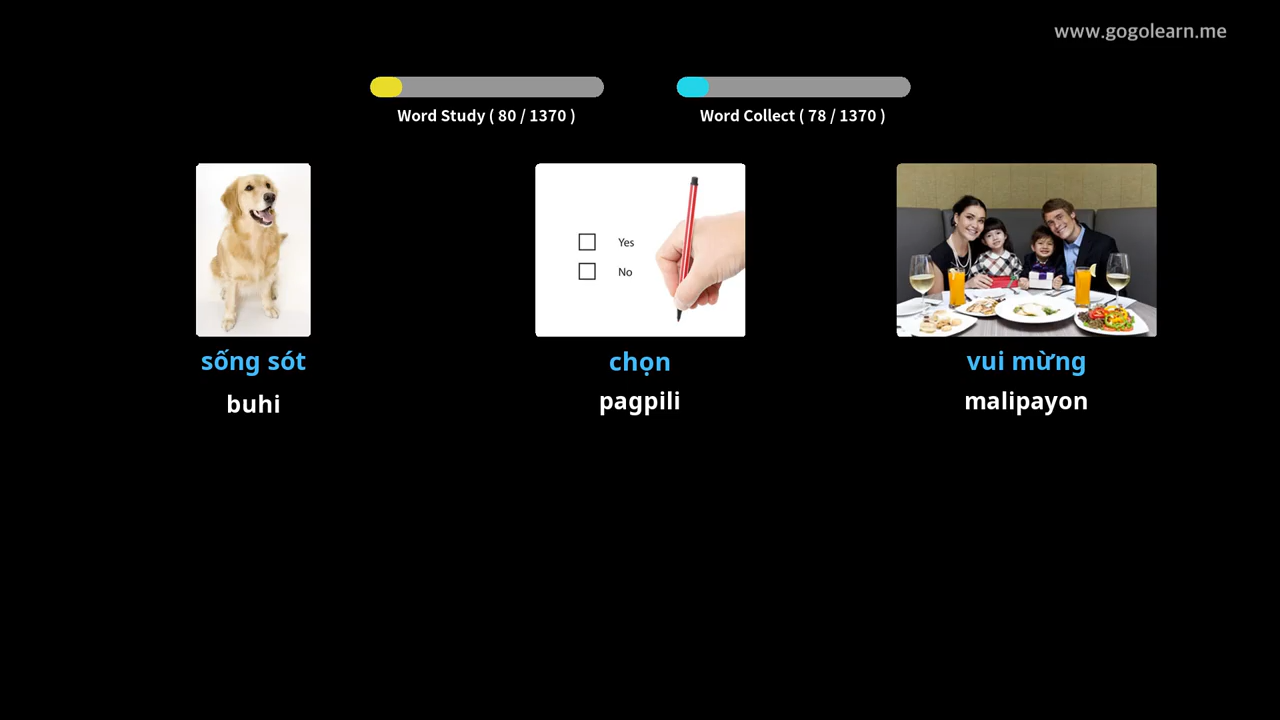 www.gogolearn.me
Word Study ( 80 / 1370 )
Word Collect ( 78 / 1370 )
Yes
No
sống sót
chọn
vui mừng
buhi
pagpili
malipayon